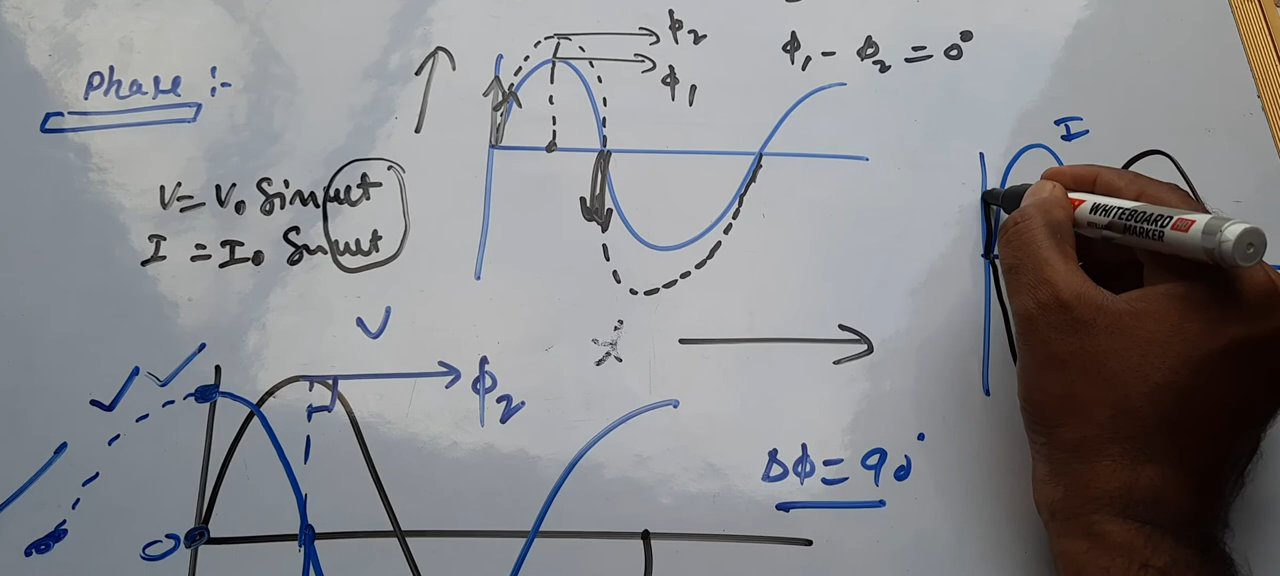 Phase :-
ϕ2
ϕ1
ϕ1 - ϕ2 = 0°
I
V = V0 Sinωt
I = I0 Sinωt
WHITEBOARD
MARKER
V
ϕ2
Δϕ = 90°
O